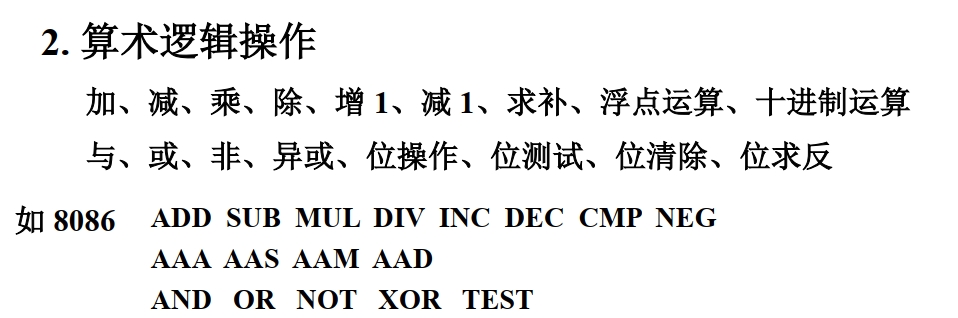 2. 算术逻辑操作
加、减、乘、除、增 1、减 1、求补、浮点运算、十进制运算
与、或、非、异或、位操作、位测试、位清除、位求反
如 8086 ADD SUB MUL DIV INC DEC CMP NEG
AAA AAS AAM AAD
AND OR NOT XOR TEST